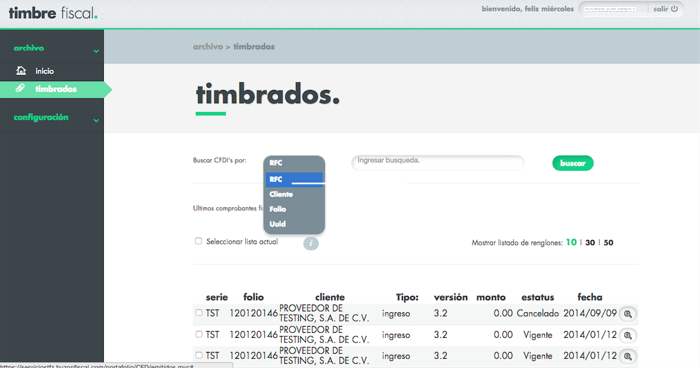 timbre fiscal.
bienvenido, feliz miércoles
salir
archivo
inicio
timbrados
configuración
archivo > timbrados
timbrados.
Buscar CFDI's por:
RFC
Ingresar busqueda.
buscar
RFC
Cliente
Folio
Uuid
Ultimos comprobantes
Seleccionar lista actual
i
Mostrar listado de renglones: 10 | 30 | 50
serie folio cliente Tipo: versión monto estatus fecha
TST 120120146 PROVEEDOR DE TESTING, S.A. DE C.V. ingreso 3.2 0.00 Cancelado 2014/09/09
TST 120120146 PROVEEDOR DE TESTING, S.A. DE C.V. ingreso 3.2 0.00 Vigente 2014/01/12
TST 120120146 PROVEEDOR DE TESTING, S.A. DE C.V. ingreso 3.2 0.00 Vigente 2014/01/12